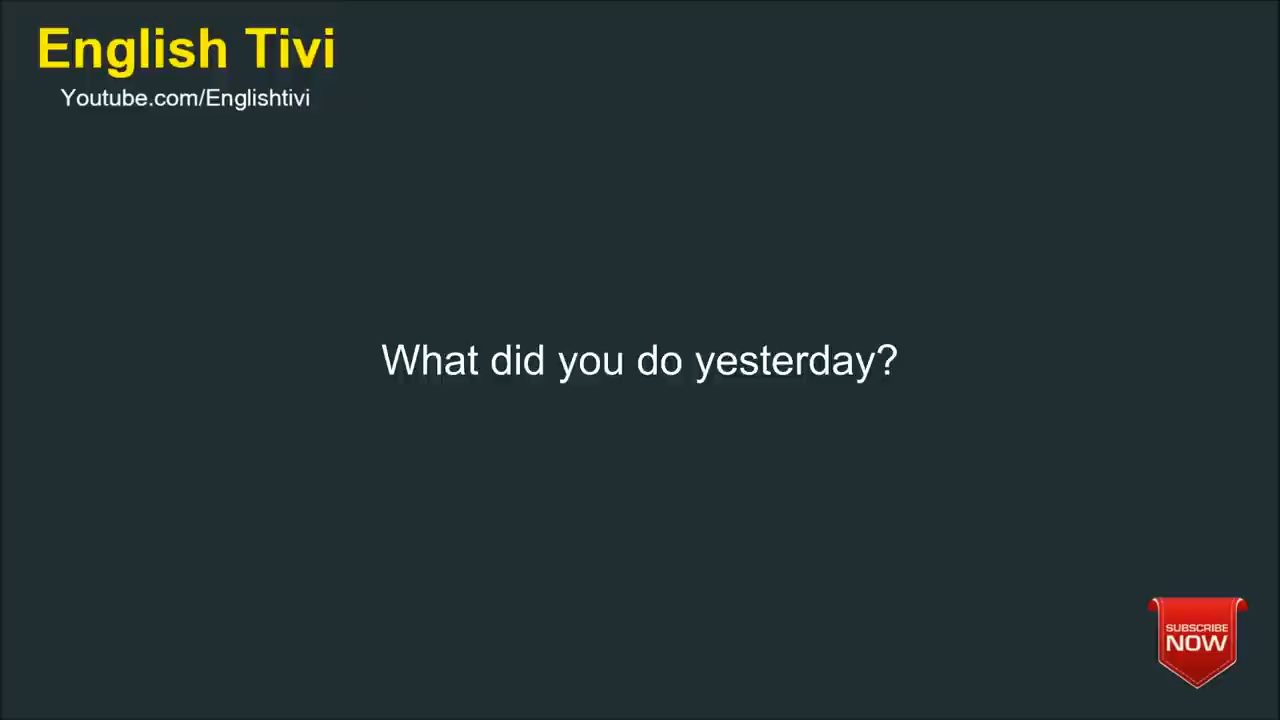 English Tivi
Youtube.com/Englishtivi
What did you do yesterday?
SUBSCRIBE
NOW